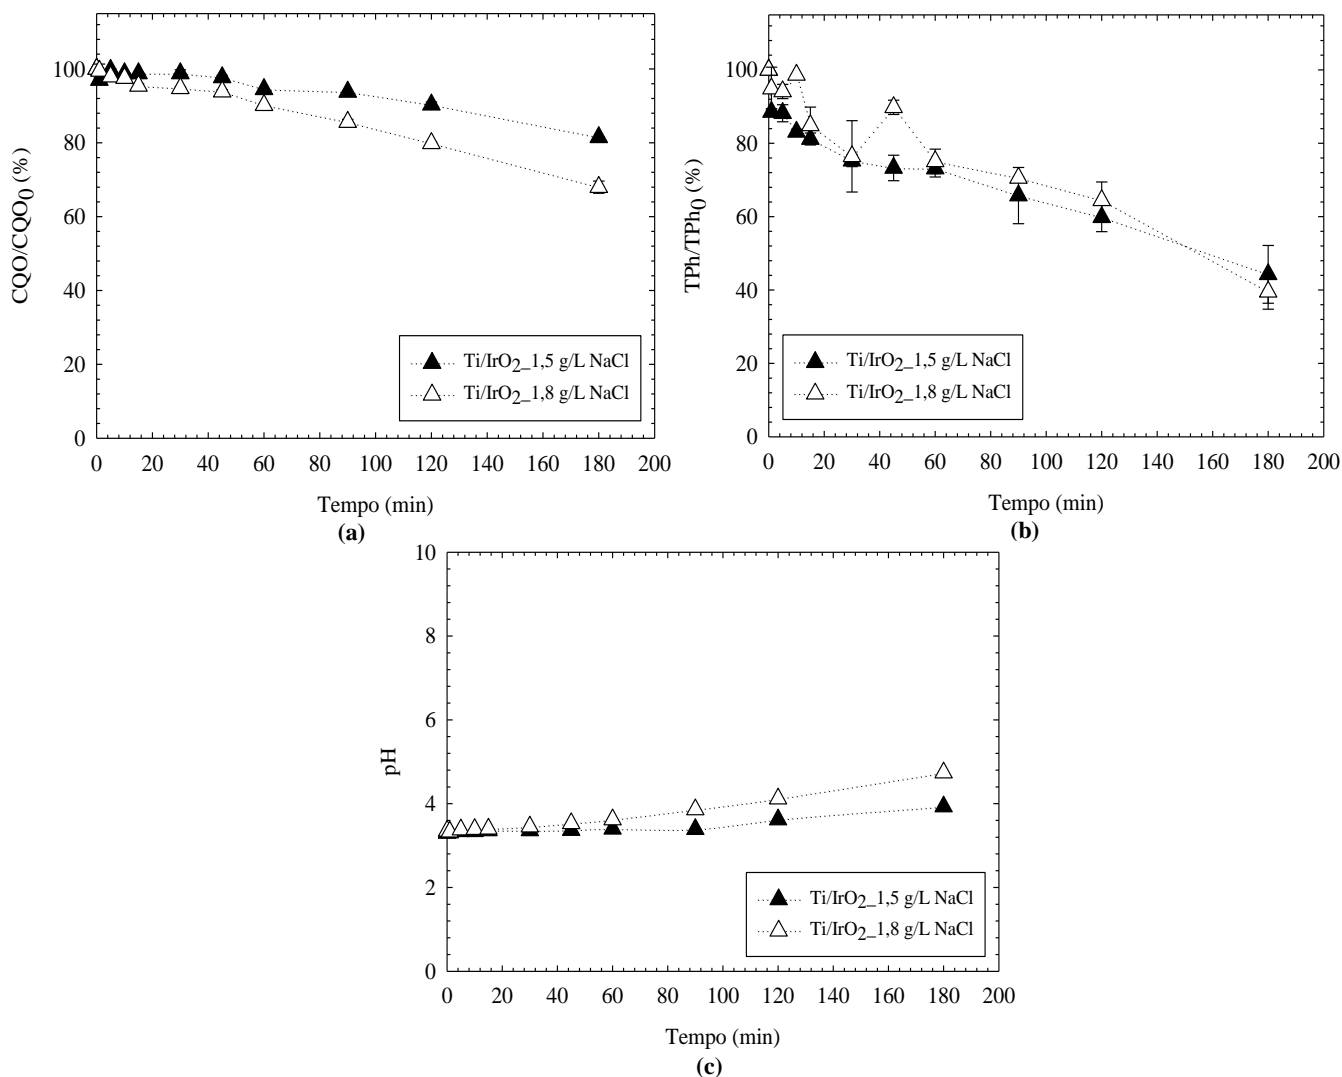 CQO/CQO0 (%)
100
80
60
40
20
0
Ti/IrO2_1,5 g/L NaCl
Ti/IrO2_1,8 g/L NaCl
0 20 40 60 80 100 120 140 160 180 200
Tempo (min)
(a)
TPh/TPh0 (%)
100
80
60
40
20
0
Ti/IrO2_1,5 g/L NaCl
Ti/IrO2_1,8 g/L NaCl
0 20 40 60 80 100 120 140 160 180 200
Tempo (min)
(b)
pH
10
8
6
4
2
0
Ti/IrO2_1,5 g/L NaCl
Ti/IrO2_1,8 g/L NaCl
0 20 40 60 80 100 120 140 160 180 200
Tempo (min)
(c)